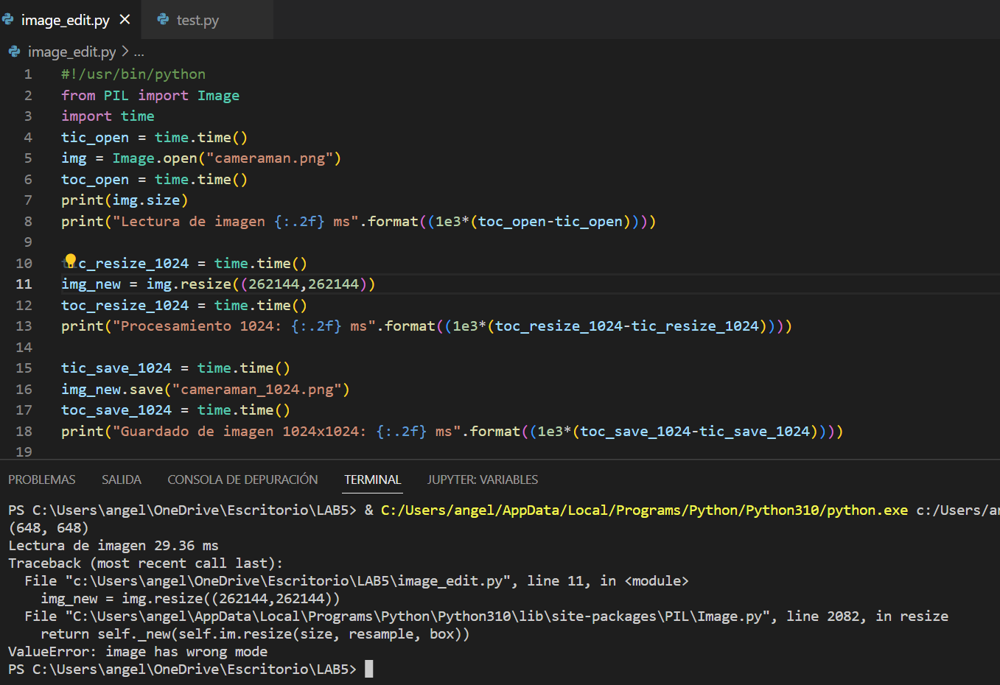 image_edit.py × test.py
image_edit.py > ...
1 #!/usr/bin/python
2 from PIL import Image
3 import time
4 tic_open = time.time()
5 img = Image.open("cameraman.png")
6 toc_open = time.time()
7 print(img.size)
8 print("Lectura de imagen {:.2f} ms".format((1e3*(toc_open-tic_open))))
9
10 tic_resize_1024 = time.time()
11 img_new = img.resize((262144,262144))
12 toc_resize_1024 = time.time()
13 print("Procesamiento 1024: {:.2f} ms".format((1e3*(toc_resize_1024-tic_resize_1024))))
14
15 tic_save_1024 = time.time()
16 img_new.save("cameraman_1024.png")
17 toc_save_1024 = time.time()
18 print("Guardado de imagen 1024x1024: {:.2f} ms".format((1e3*(toc_save_1024-tic_save_1024))))
19
PROBLEMAS SALIDA CONSOLA DE DEPURACIÓN TERMINAL JUPYTER: VARIABLES
PS C:\Users\angel\OneDrive\Escritorio\LAB5> & C:/Users/angel/AppData/Local/Programs/Python/Python310/python.exe c:/Users/an
(648, 648)
Lectura de imagen 29.36 ms
Traceback (most recent call last):
  File "c:\Users\angel\OneDrive\Escritorio\LAB5\image_edit.py", line 11, in <module>
    img_new = img.resize((262144,262144))
  File "C:\Users\angel\AppData\Local\Programs\Python\Python310\lib\site-packages\PIL\Image.py", line 2082, in resize
    return self._new(self.im.resize(size, resample, box))
ValueError: image has wrong mode
PS C:\Users\angel\OneDrive\Escritorio\LAB5>